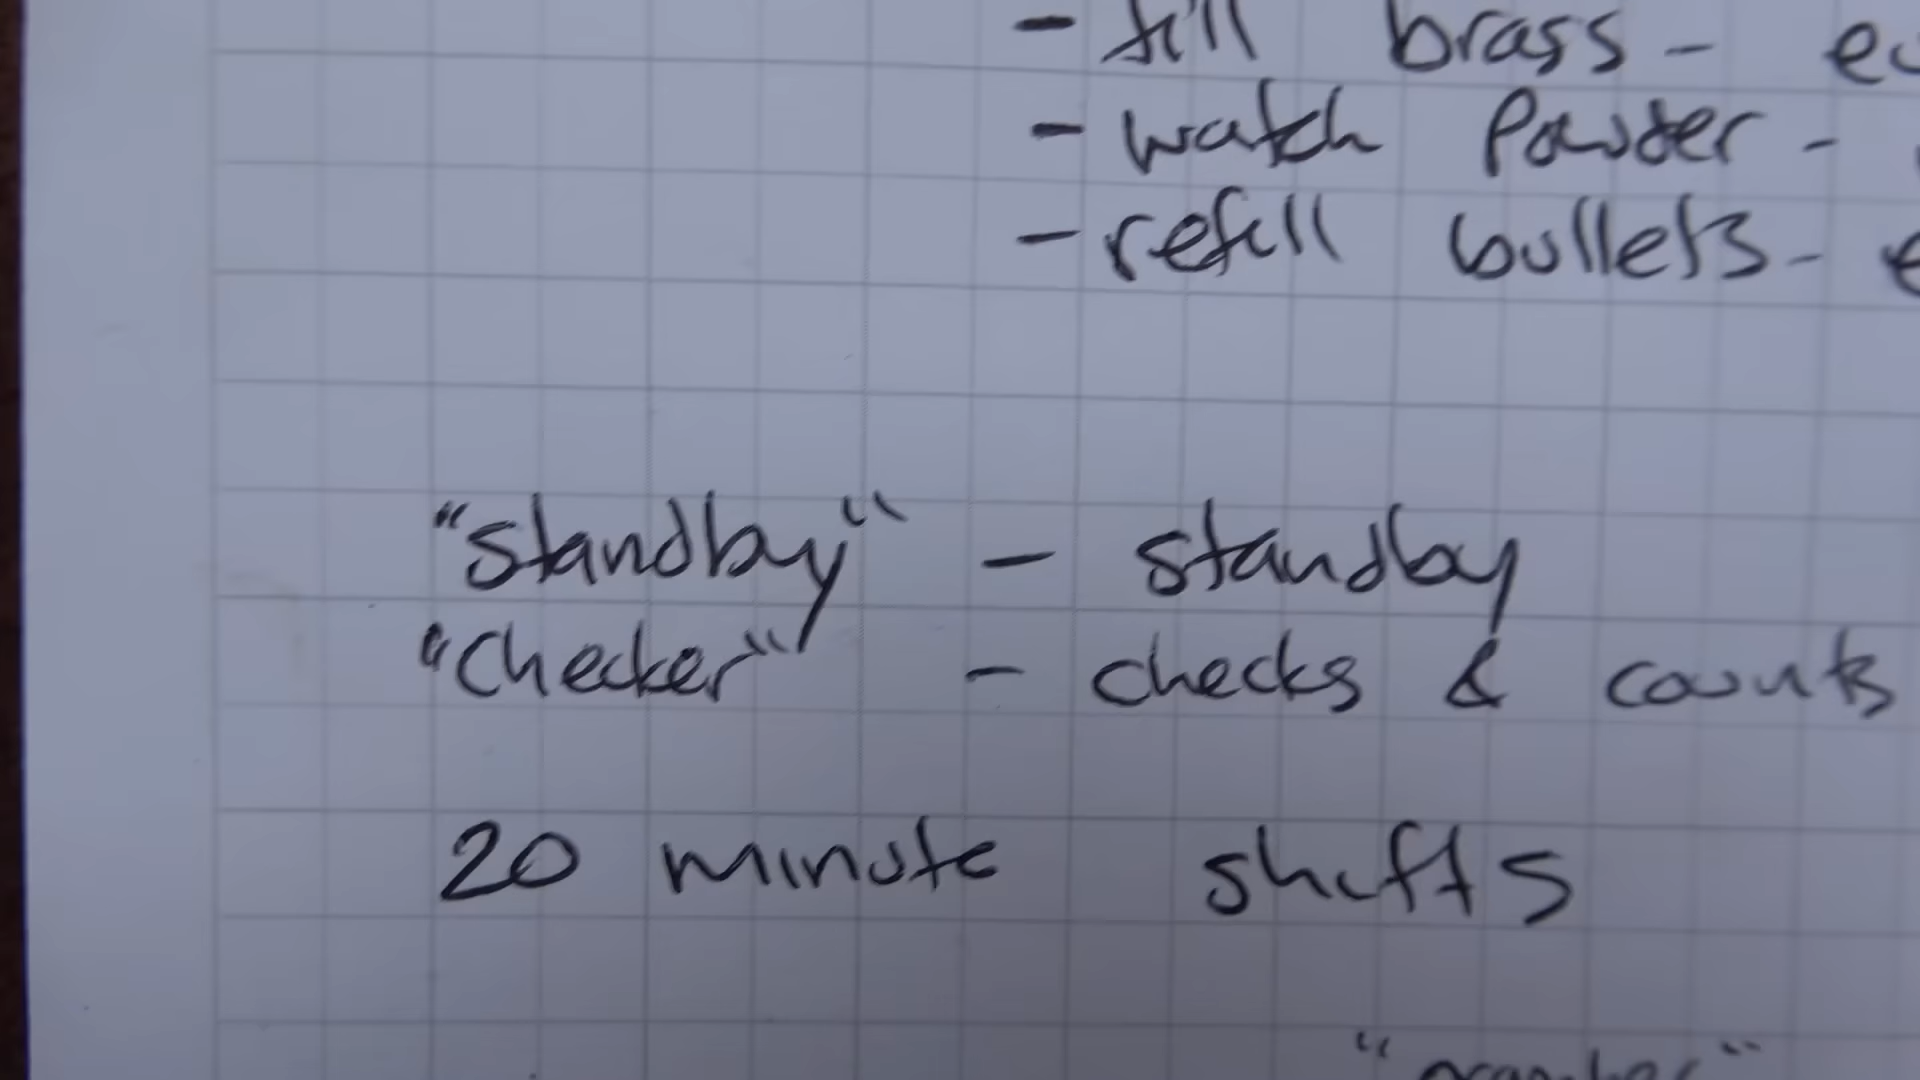 - fill brass -
- watch Powder -
- refill bullets -
"Standby" - standby
"Checker" - checks & counts
20 minute shifts